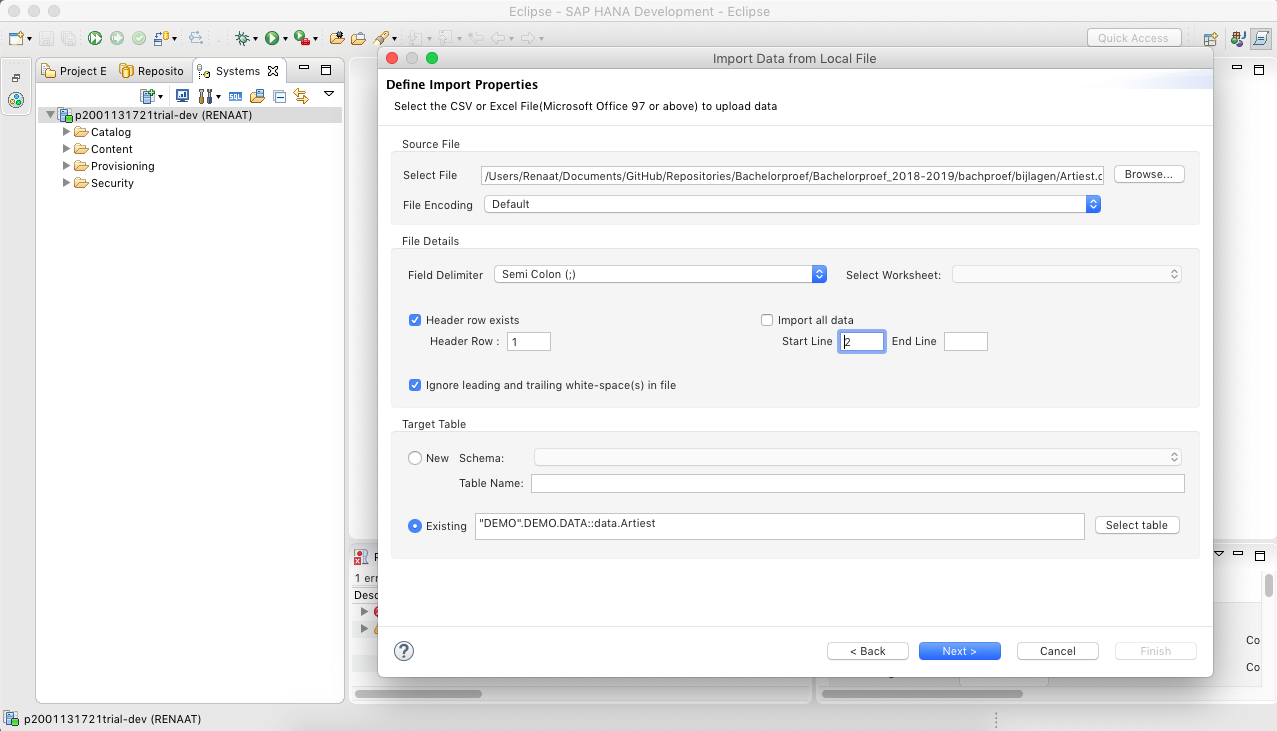 Eclipse - SAP HANA Development - Eclipse
Quick Access
Project E Reposito Systems
SQL
p2001131721trial-dev (RENAAT)
Catalog
Content
Provisioning
Security
Import Data from Local File
Define Import Properties
Select the CSV or Excel File(Microsoft Office 97 or above) to upload data
Source File
Select File /Users/Renaat/Documents/GitHub/Repositories/Bachelorproef/Bachelorproef_2018-2019/bachproef/bijlagen/Artiest.c Browse...
File Encoding Default
File Details
Field Delimiter Semi Colon (;) Select Worksheet:
Header row exists Import all data
Header Row : 1 Start Line 2 End Line
Ignore leading and trailing white-space(s) in file
Target Table
New Schema:
Table Name:
Existing "DEMO".DEMO.DATA::data.Artiest Select table
1 err
Desc
Co
Co
? < Back Next > Cancel Finish
p2001131721trial-dev (RENAAT)